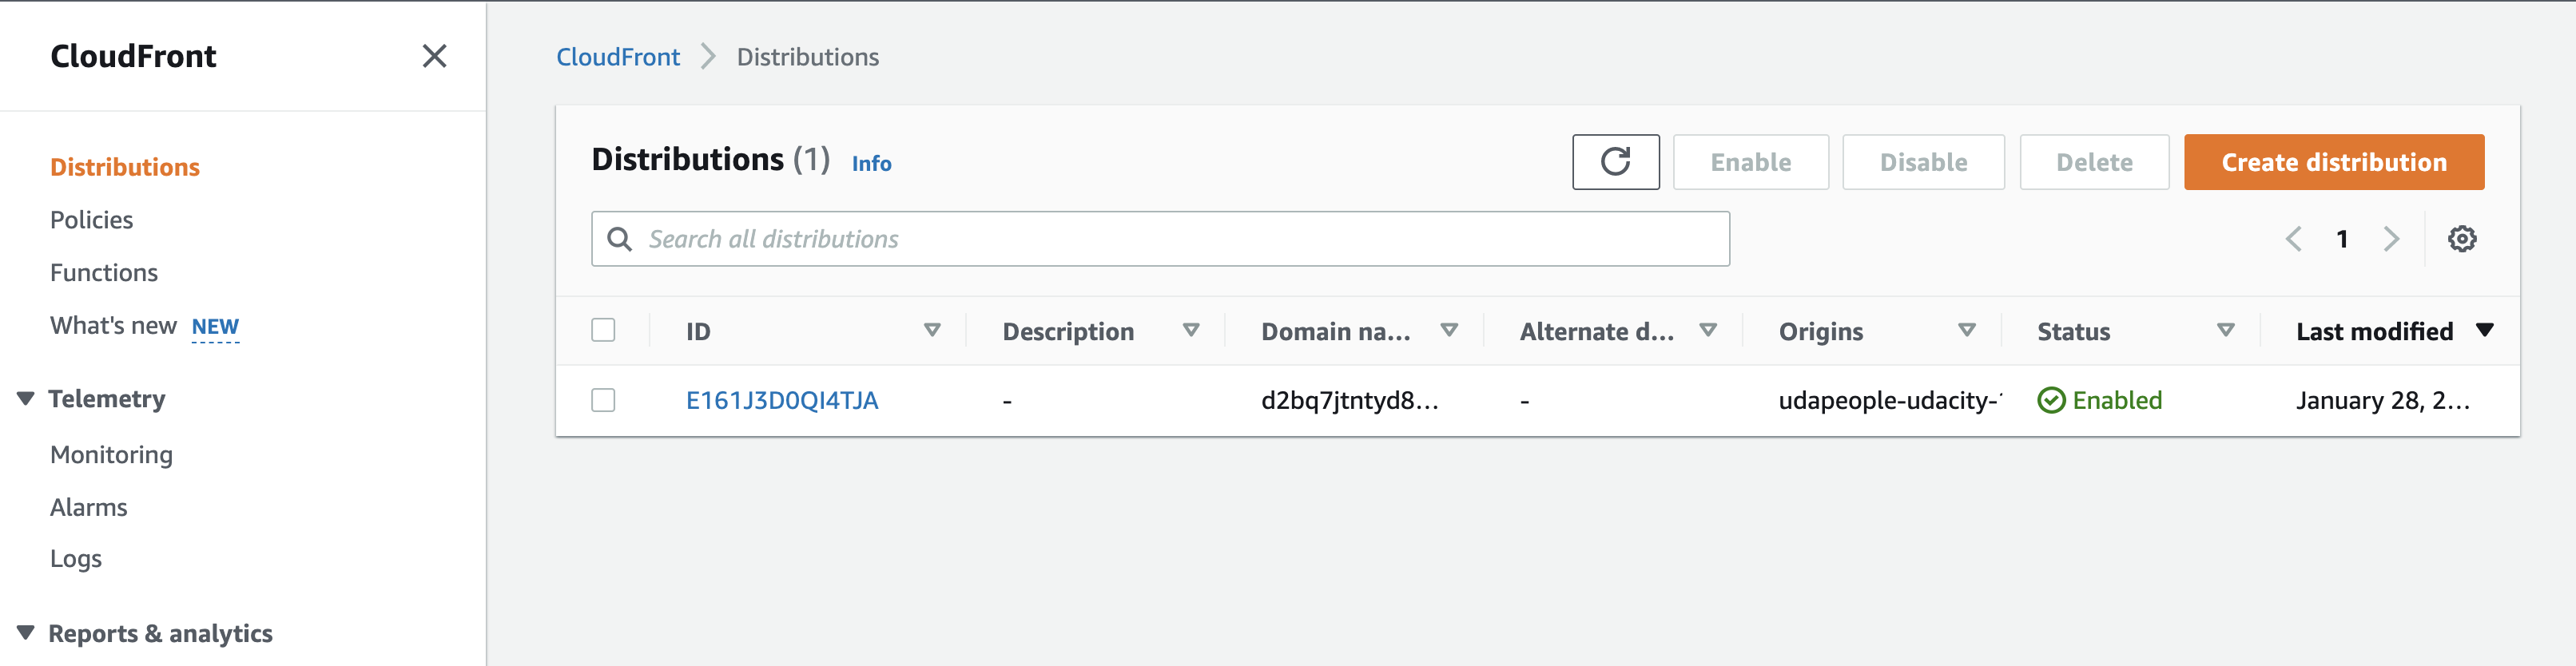 CloudFront
Distributions
Policies
Functions
What's new NEW
Telemetry
Monitoring
Alarms
Logs
Reports & analytics
CloudFront Distributions
Distributions (1) Info
Enable Disable Delete Create distribution
Search all distributions
1
ID Description Domain na... Alternate d... Origins Status Last modified
E161J3D0QI4TJA - d2bq7jtntyd8... - udapeople-udacity- Enabled January 28, 2...